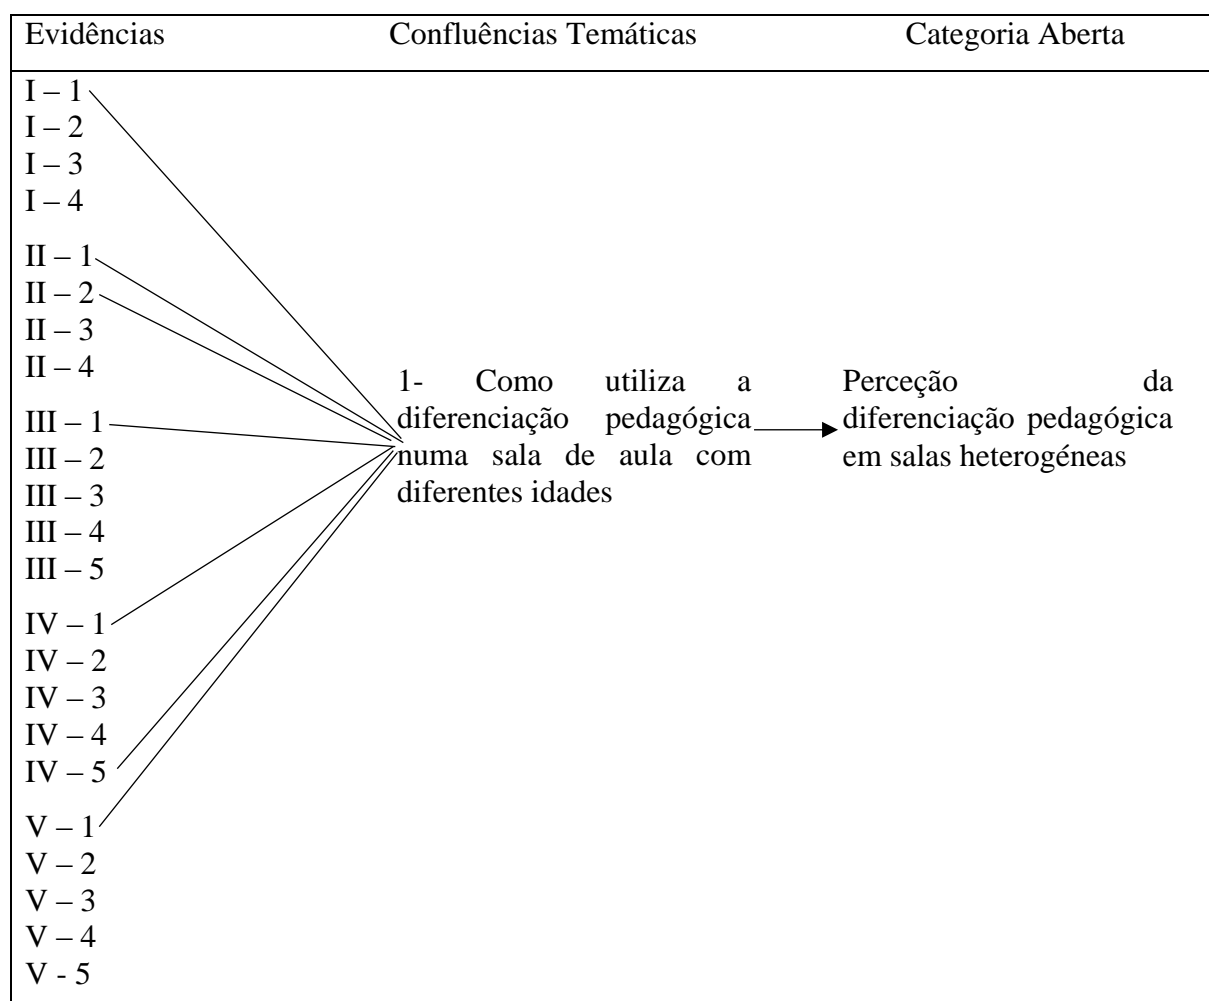 Evidências Confluências Temáticas Categoria Aberta
I – 1
I – 2
I – 3
I – 4
II – 1
II – 2
II – 3
II – 4
III – 1
III – 2
III – 3
III – 4
III – 5
IV – 1
IV – 2
IV – 3
IV – 4
IV – 5
V – 1
V – 2
V – 3
V – 4
V - 5
1- Como utiliza a
diferenciação pedagógica
numa sala de aula com
diferentes idades
Perceção da
diferenciação pedagógica
em salas heterogéneas